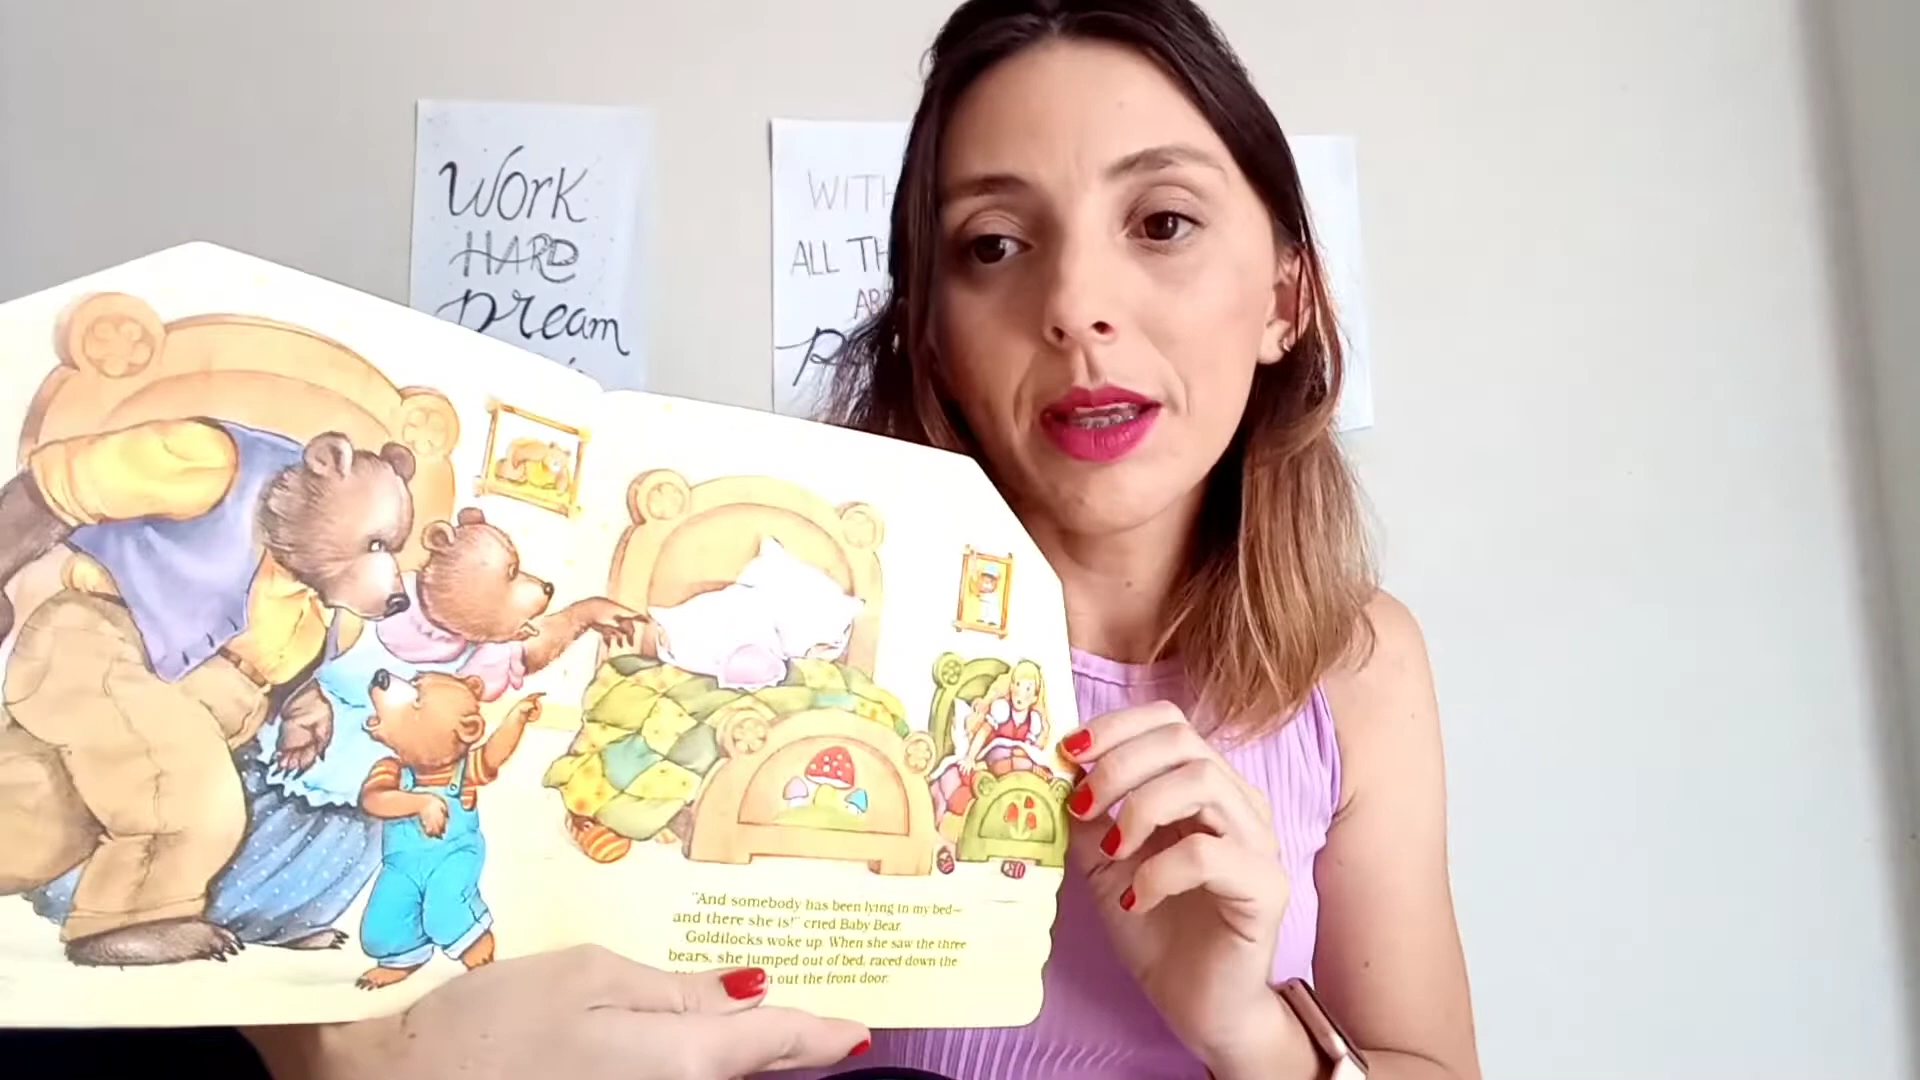 Work
HARD
Dream
WITH
ALL TH
"And somebody has been lying in my bed—
and there she is!" cried Baby Bear.
Goldilocks woke up. When she saw the three
bears, she jumped out of bed, raced down the
out the front door.